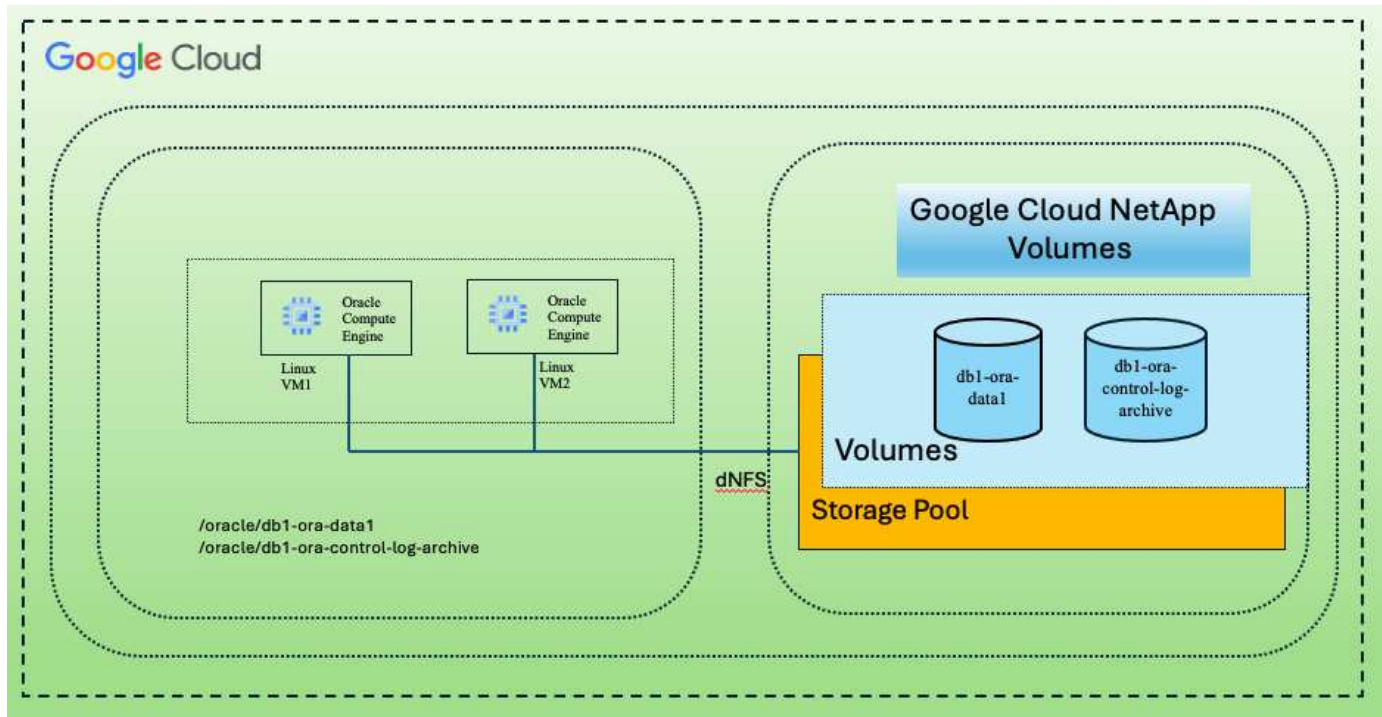 Google Cloud
Google Cloud NetApp
Volumes
Oracle
Compute
Engine
Linux
VM1
Oracle
Compute
Engine
Linux
VM2
db1-ora-
data1
db1-ora-
control-log-
archive
Volumes
dNFS
Storage Pool
/oracle/db1-ora-data1
/oracle/db1-ora-control-log-archive